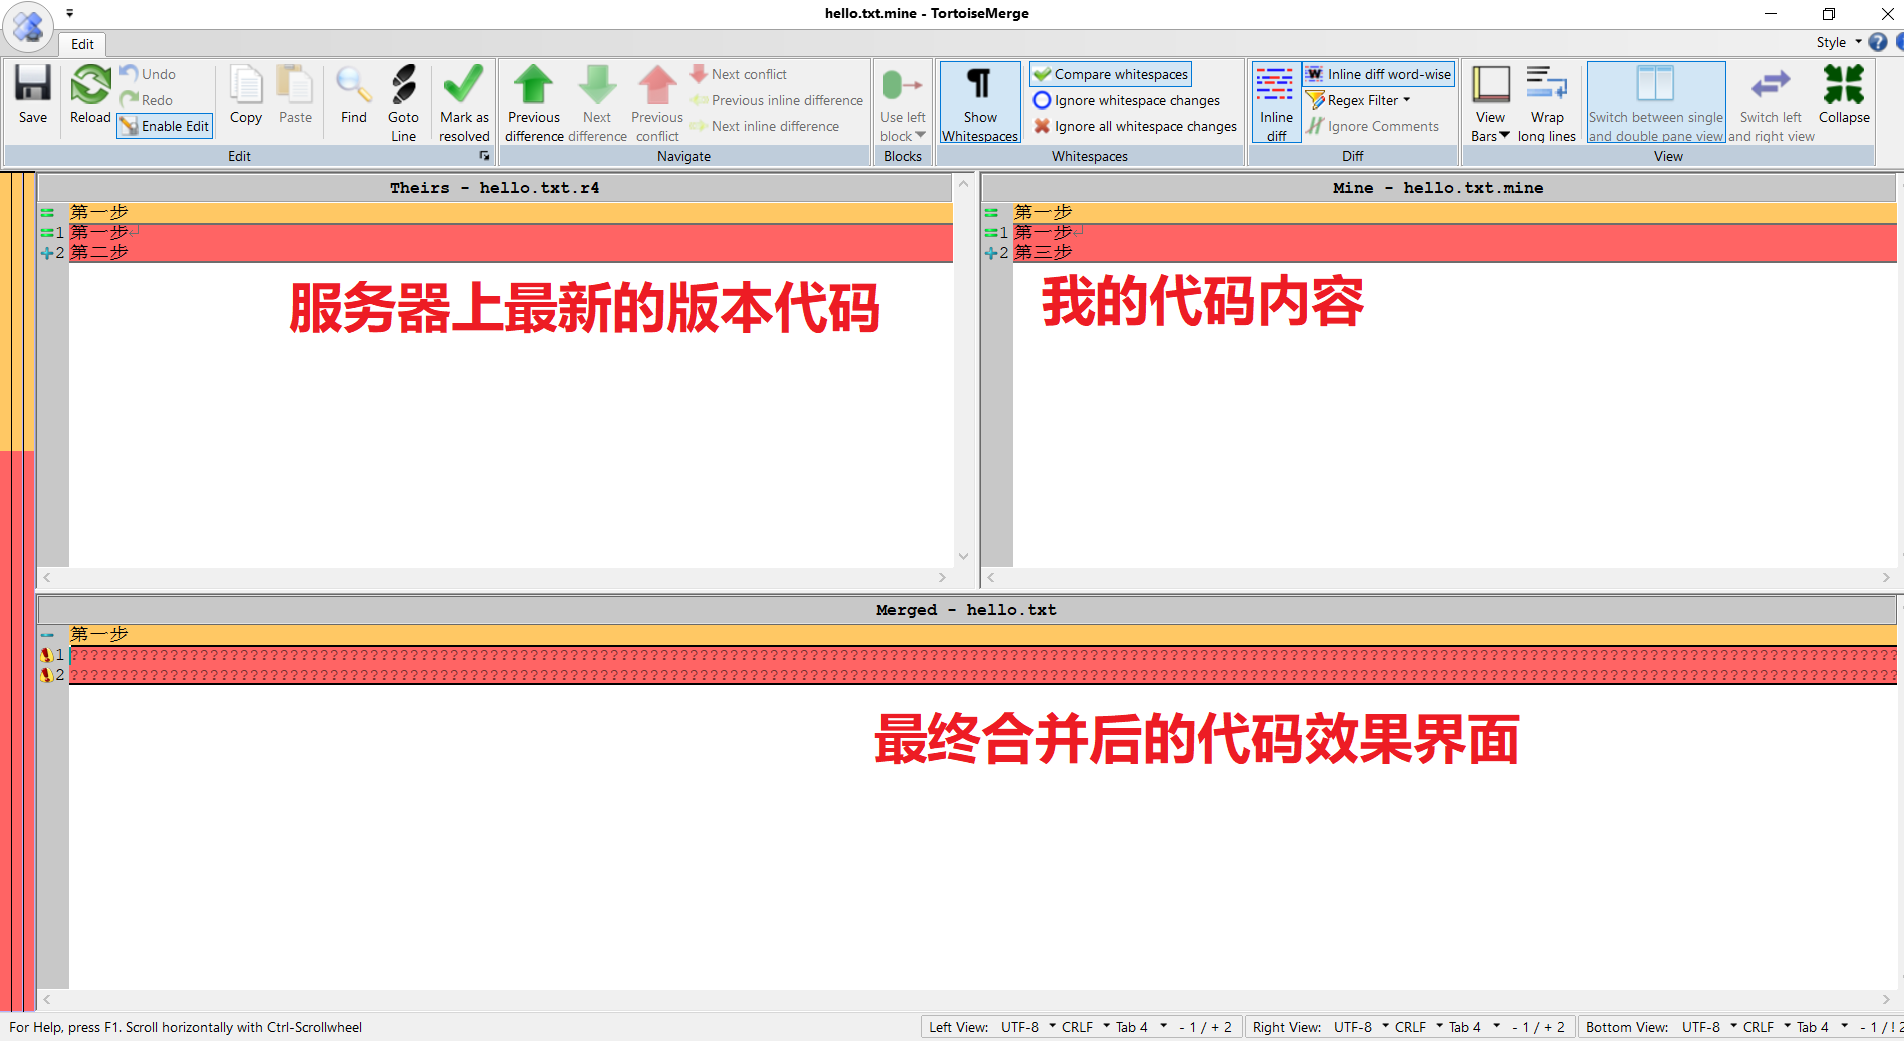 hello.txt.mine - TortoiseMerge
Edit
Style
Save
Reload
Undo
Redo
Enable Edit
Copy
Paste
Find
Goto
Line
Mark as
resolved
Edit
Previous
difference
Next
difference
Previous
conflict
Next conflict
Previous inline difference
Next inline difference
Navigate
Use left
block
Blocks
Show
Whitespaces
Compare whitespaces
Ignore whitespace changes
Ignore all whitespace changes
Whitespaces
Inline
diff
Inline diff word-wise
Regex Filter
Ignore Comments
Diff
View
Bars
Wrap
long lines
Switch between single
and double pane view
Switch left
and right view
Collapse
View
Theirs - hello.txt.r4
第一步
1 第一步
2 第二步
服务器上最新的版本代码
Mine - hello.txt.mine
第一步
1 第一步
2 第三步
我的代码内容
Merged - hello.txt
第一步
1
2
最终合并后的代码效果界面
For Help, press F1. Scroll horizontally with Ctrl-Scrollwheel
Left View: UTF-8 CRLF Tab 4 - 1 / + 2
Right View: UTF-8 CRLF Tab 4 - 1 / + 2
Bottom View: UTF-8 CRLF Tab 4 - 1 / ! 2